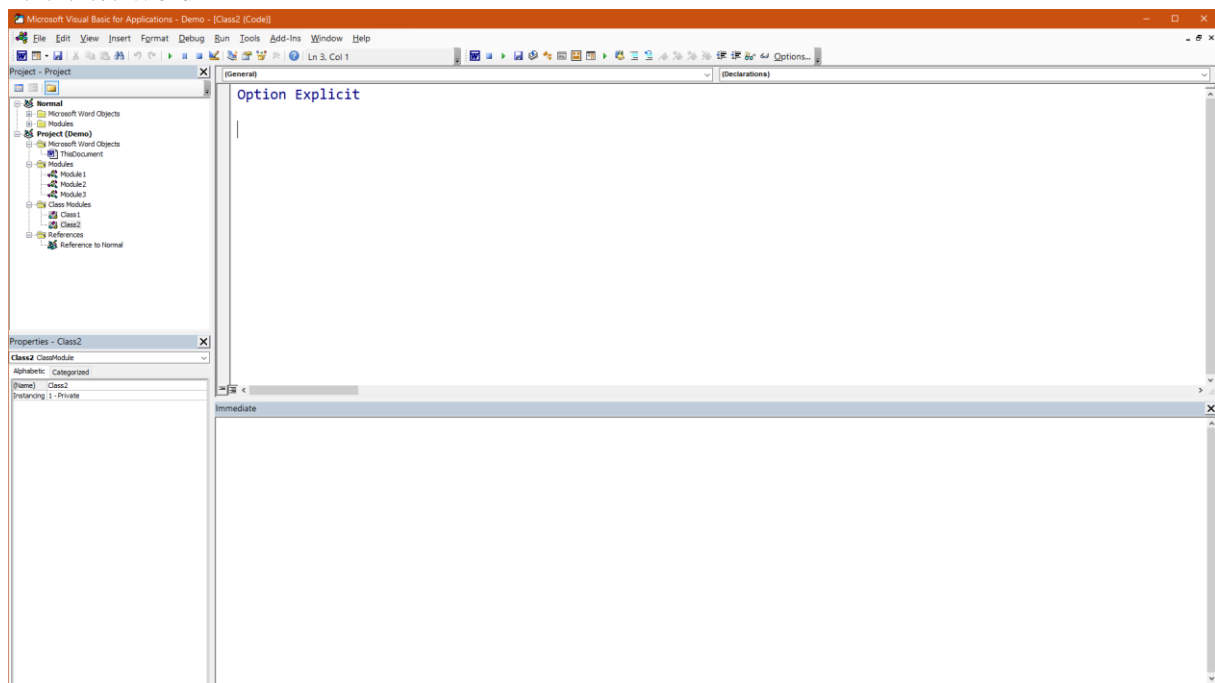 Microsoft Visual Basic for Applications - Demo - [Class2 (Code)]
File Edit View Insert Format Debug Run Tools Add-Ins Window Help
Ln 3, Col 1
Options...
Project - Project
Normal
Microsoft Word Objects
Modules
Project (Demo)
Microsoft Word Objects
ThisDocument
Modules
Module1
Module2
Module3
Class Modules
Class1
Class2
References
Reference to Normal
Properties - Class2
Class2 ClassModule
Alphabetic Categorized
(Name) Class2
Instancing 1 - Private
(General) (Declarations)
Option Explicit
Immediate